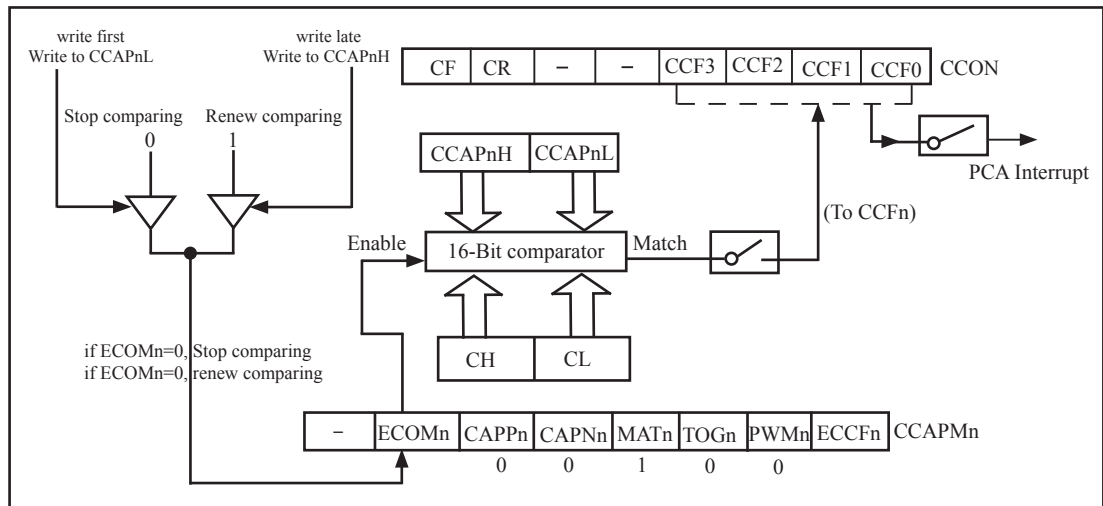 write first
Write to CCAPnL
write late
Write to CCAPnH
CF CR – – CCF3 CCF2 CCF1 CCF0 CCON
Stop comparing
0
Renew comparing
1
CCAPnH CCAPnL
PCA Interrupt
(To CCFn)
Enable
16-Bit comparator
Match
CH CL
if ECOMn=0, Stop comparing
if ECOMn=0, renew comparing
– ECOMn CAPPn CAPNn MATn TOGn PWMn ECCFn CCAPMn
0 0 1 0 0